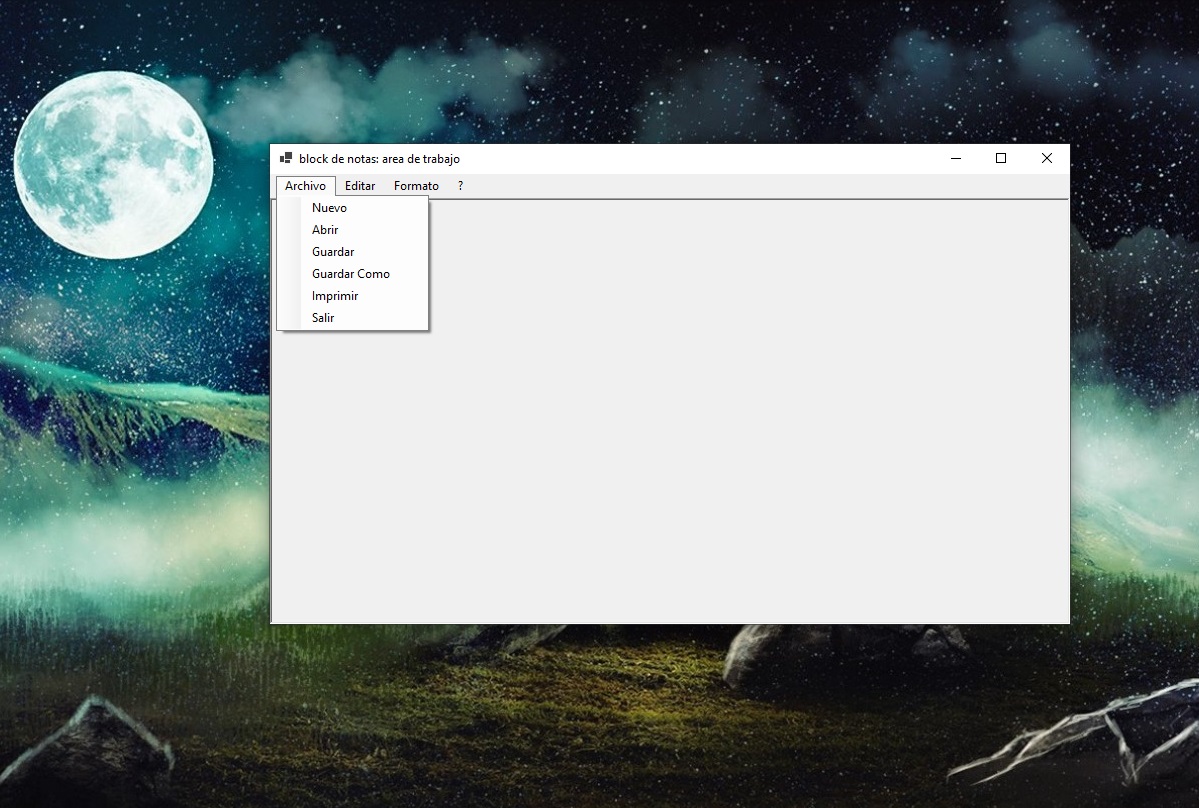 block de notas: area de trabajo
Archivo Editar Formato ?
Nuevo
Abrir
Guardar
Guardar Como
Imprimir
Salir